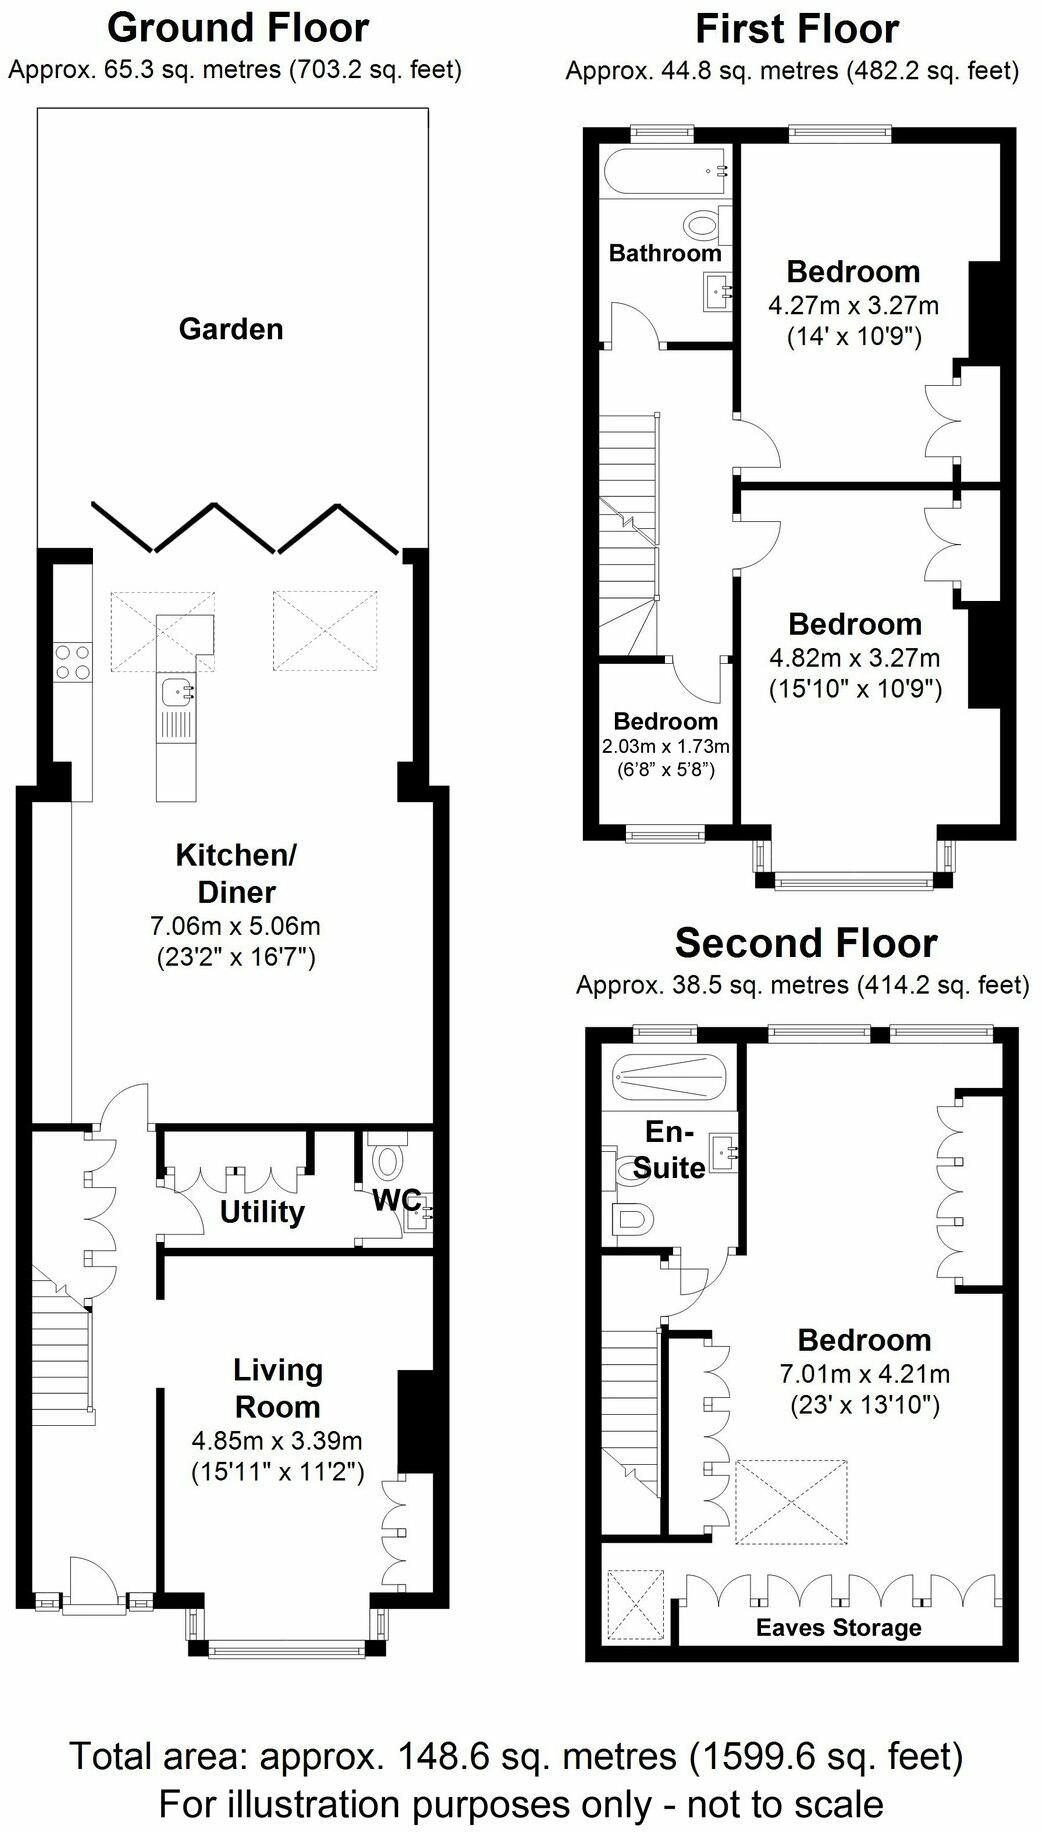 Ground Floor
Approx. 65.3 sq. metres (703.2 sq. feet)
Garden
Kitchen/
Diner
7.06m x 5.06m
(23'2" x 16'7")
Utility
WC
Living
Room
4.85m x 3.39m
(15'11" x 11'2")
First Floor
Approx. 44.8 sq. metres (482.2 sq. feet)
Bathroom
Bedroom
4.27m x 3.27m
(14' x 10'9")
Bedroom
4.82m x 3.27m
(15'10" x 10'9")
Bedroom
2.03m x 1.73m
(6’8” x 5’8”)
Second Floor
Approx. 38.5 sq. metres (414.2 sq. feet)
En-
Suite
Bedroom
7.01m x 4.21m
(23' x 13'10")
Eaves Storage
Total area: approx. 148.6 sq. metres (1599.6 sq. feet)
For illustration purposes only - not to scale